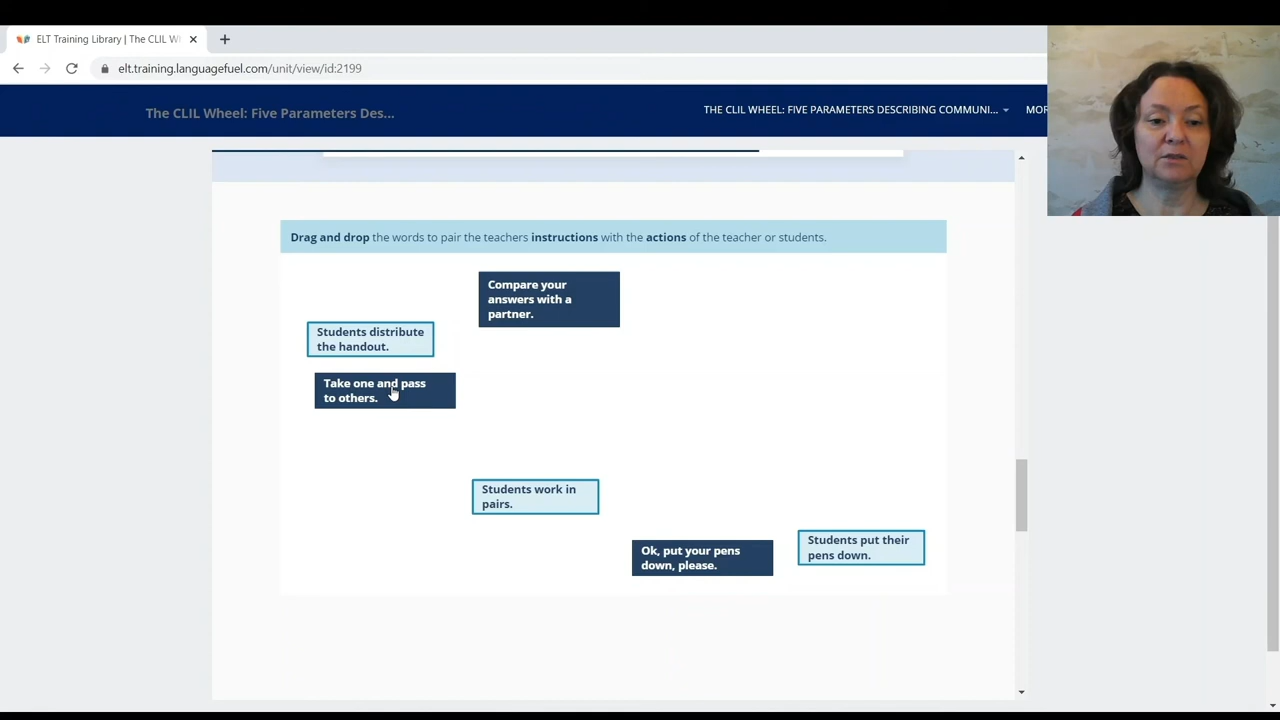 ELT Training Library | The CLIL W
elt.training.languagefuel.com/unit/view/id:2199
The CLIL Wheel: Five Parameters Des...
THE CLIL WHEEL: FIVE PARAMETERS DESCRIBING COMMUNI...
MOR
Drag and drop the words to pair the teachers instructions with the actions of the teacher or students.
Compare your
answers with a
partner.
Students distribute
the handout.
Take one and pass
to others.
Students work in
pairs.
Ok, put your pens
down, please.
Students put their
pens down.